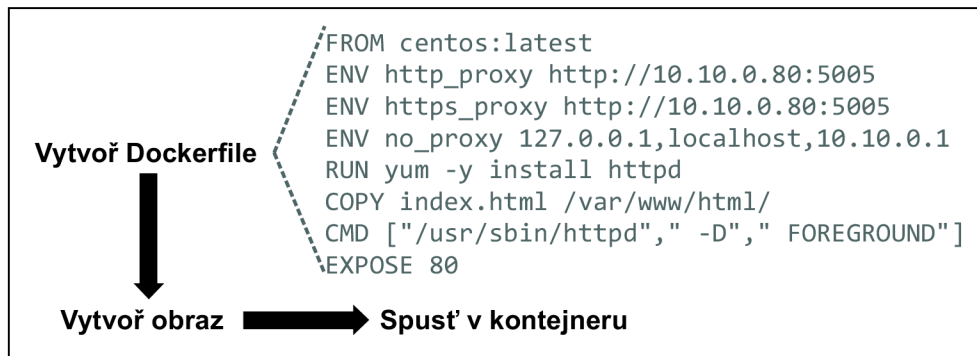 FROM centos:latest
ENV http_proxy http://10.10.0.80:5005
ENV https_proxy http://10.10.0.80:5005
ENV no_proxy 127.0.0.1,localhost,10.10.0.1
RUN yum -y install httpd
COPY index.html /var/www/html/
CMD ["/usr/sbin/httpd"," -D"," FOREGROUND"]
EXPOSE 80
Vytvoř Dockerfile
Vytvoř obraz
Spusť v kontejneru